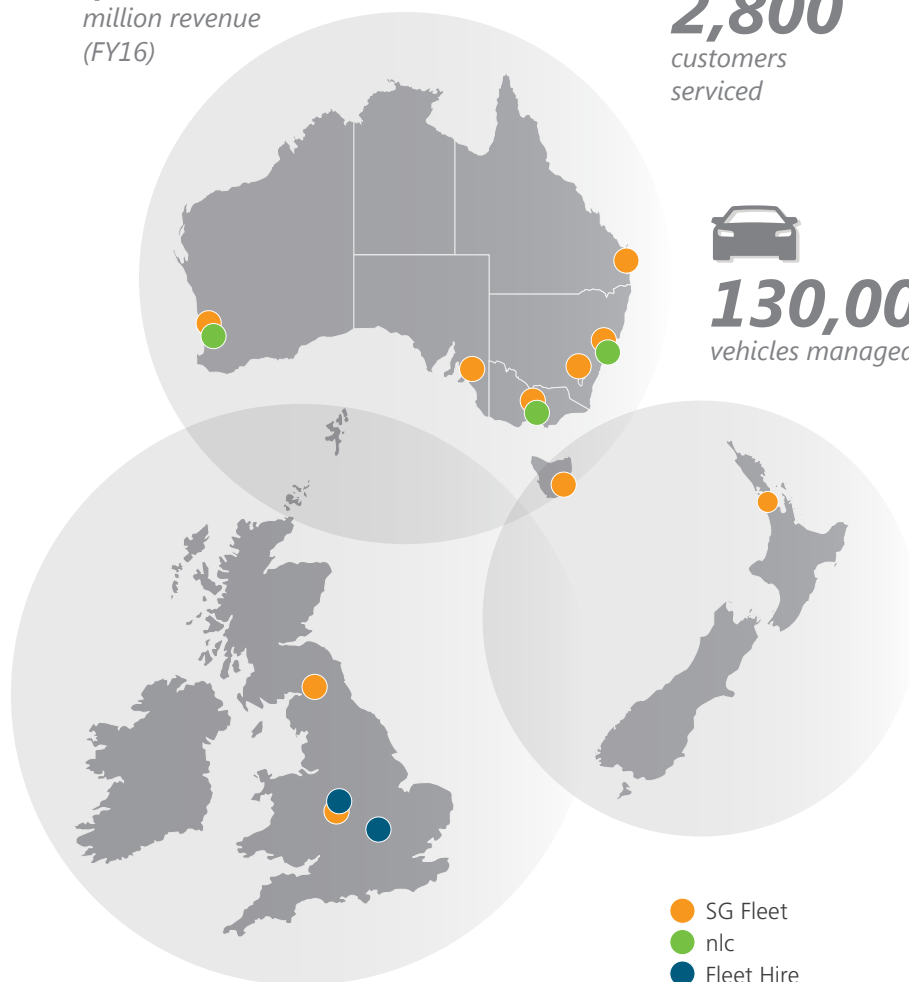 million revenue
(FY16)
2,800
customers
serviced
130,00
vehicles managed
SG Fleet
nlc
Fleet Hire